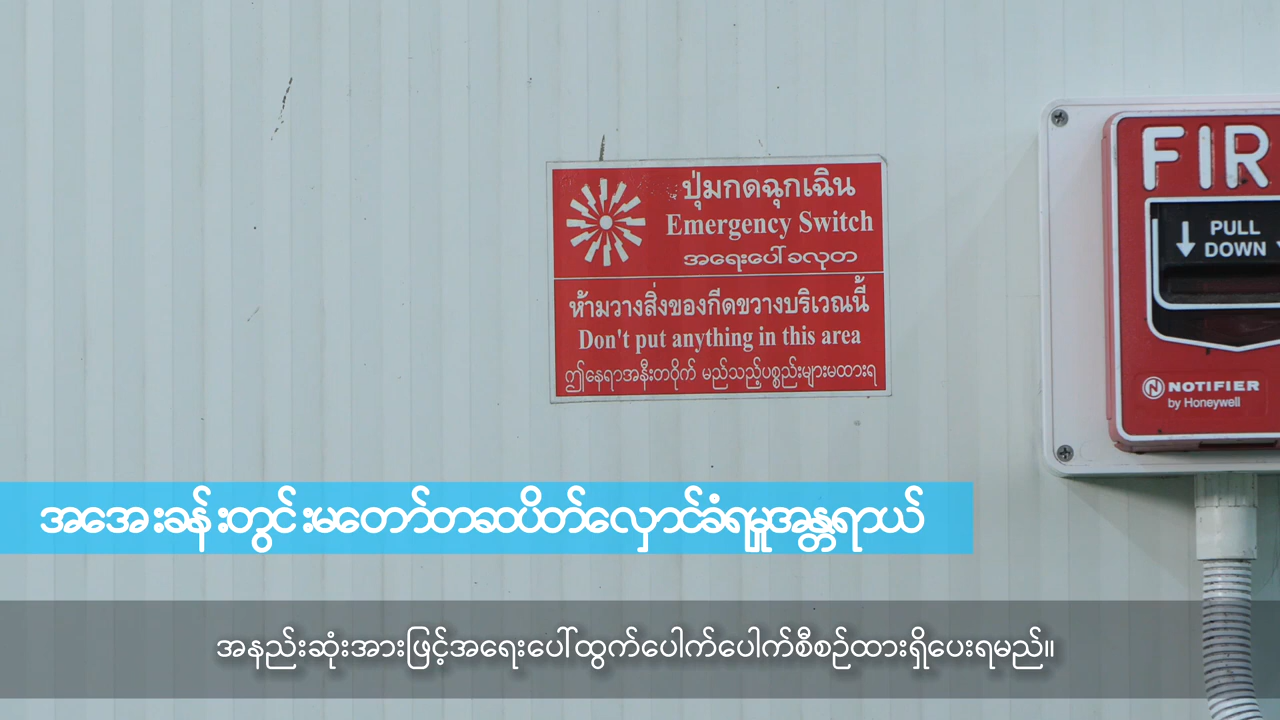 ปุ่มกดฉุกเฉิน
Emergency Switch
အရေးပေါ်ခလုတ
ห้ามวางสิ่งของกีดขวางบริเวณนี้
Don't put anything in this area
ဤနေရာအနီးတဝိုက် မည်သည့်ပစ္စည်းများမထားရ
FIR
PULL
DOWN
NOTIFIER
by Honeywell
အအေးခန်းတွင်းမတော်တဆပိတ်လှောင်ခံရမှုအန္တရာယ်
အနည်းဆုံးအားဖြင့်အရေးပေါ်ထွက်ပေါက်ပေါက်စီစဉ်ထားရှိပေးရမည်။